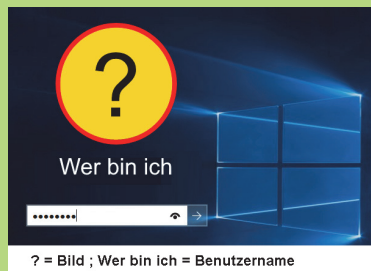 ?
Wer bin ich
••••••••
? = Bild ; Wer bin ich = Benutzername